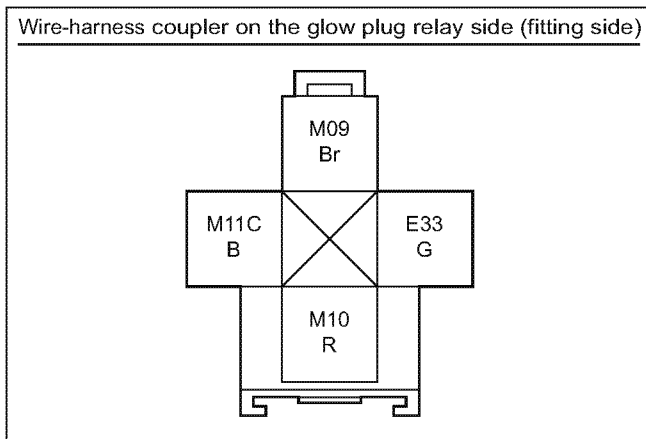 Wire-harness coupler on the glow plug relay side (fitting side)
M09
Br
M11C
B
E33
G
M10
R